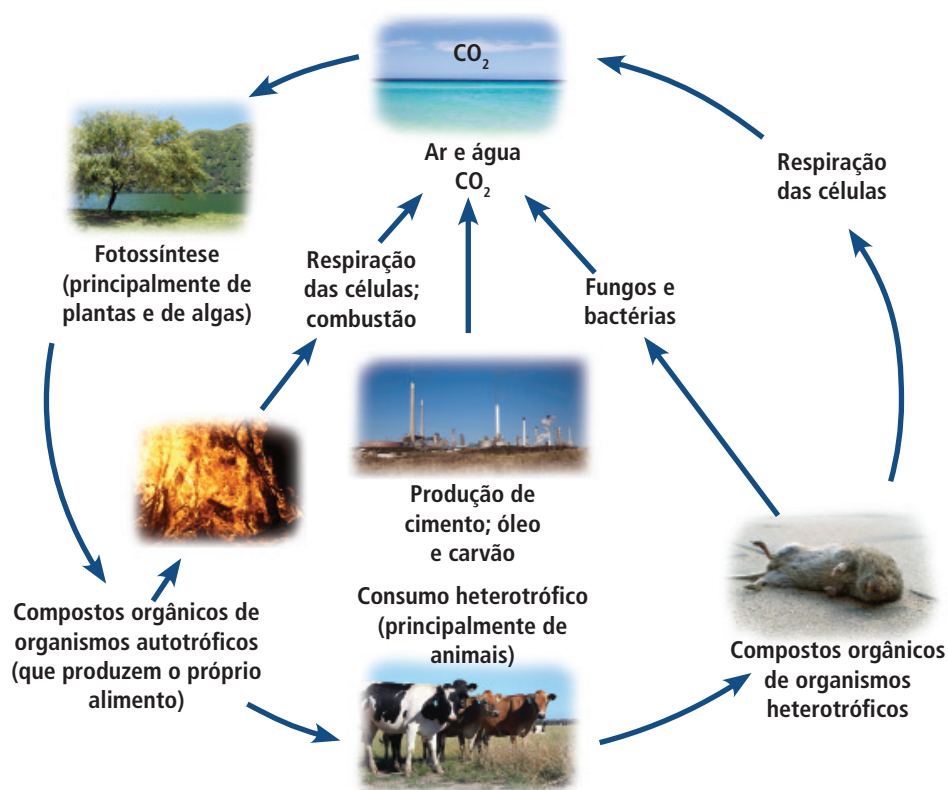 CO₂
Ar e água
CO₂
Respiração
das células
Fotossíntese
(principalmente de
plantas e de algas)
Respiração
das células;
combustão
Fungos e
bactérias
Produção de
cimento; óleo
e carvão
Compostos orgânicos de
organismos autotróficos
(que produzem o próprio
alimento)
Consumo heterotrófico
(principalmente de
animais)
Compostos orgânicos
de organismos
heterotróficos